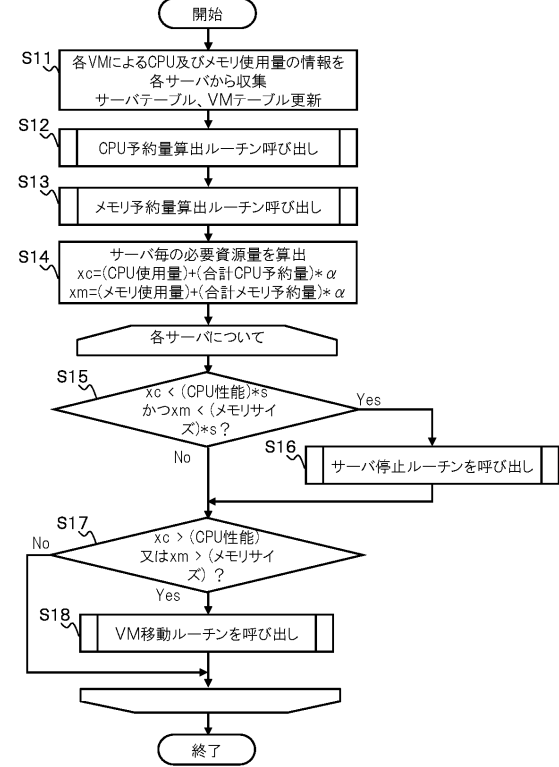 開始
S11
各VMによるCPU及びメモリ使用量の情報を
各サーバから収集
サーバテーブル、VMテーブル更新
S12
CPU予約量算出ルーチン呼び出し
S13
メモリ予約量算出ルーチン呼び出し
S14
サーバ毎の必要資源量を算出
xc=(CPU使用量)+(合計CPU予約量)*α
xm=(メモリ使用量)+(合計メモリ予約量)*α
各サーバについて
S15
xc < (CPU性能)*s
かつxm < (メモリサイ
ズ)*s?
Yes
No
S16
サーバ停止ルーチンを呼び出し
S17
xc > (CPU性能)
又はxm > (メモリサイ
ズ) ?
No
Yes
S18
VM移動ルーチンを呼び出し
終了